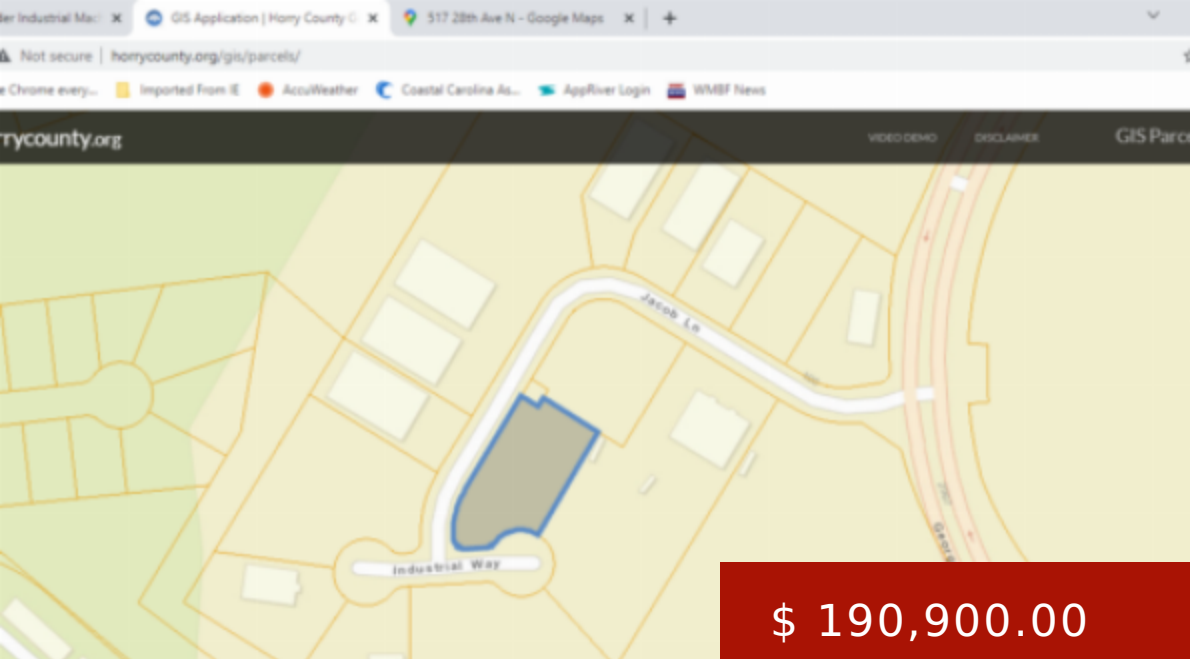 der Industrial Mac
GIS Application | Horry County G
517 28th Ave N - Google Maps
Not secure
horrycounty.org/gis/parcels/
e Chrome every...
Imported From IE
AccuWeather
Coastal Carolina As...
AppRiver Login
WMBF News
rrycounty.org
VIDEO DEMO
DISCLAIMER
GIS Parce
Jacob Ln
Industrial Way
Georg
$ 190,900.00